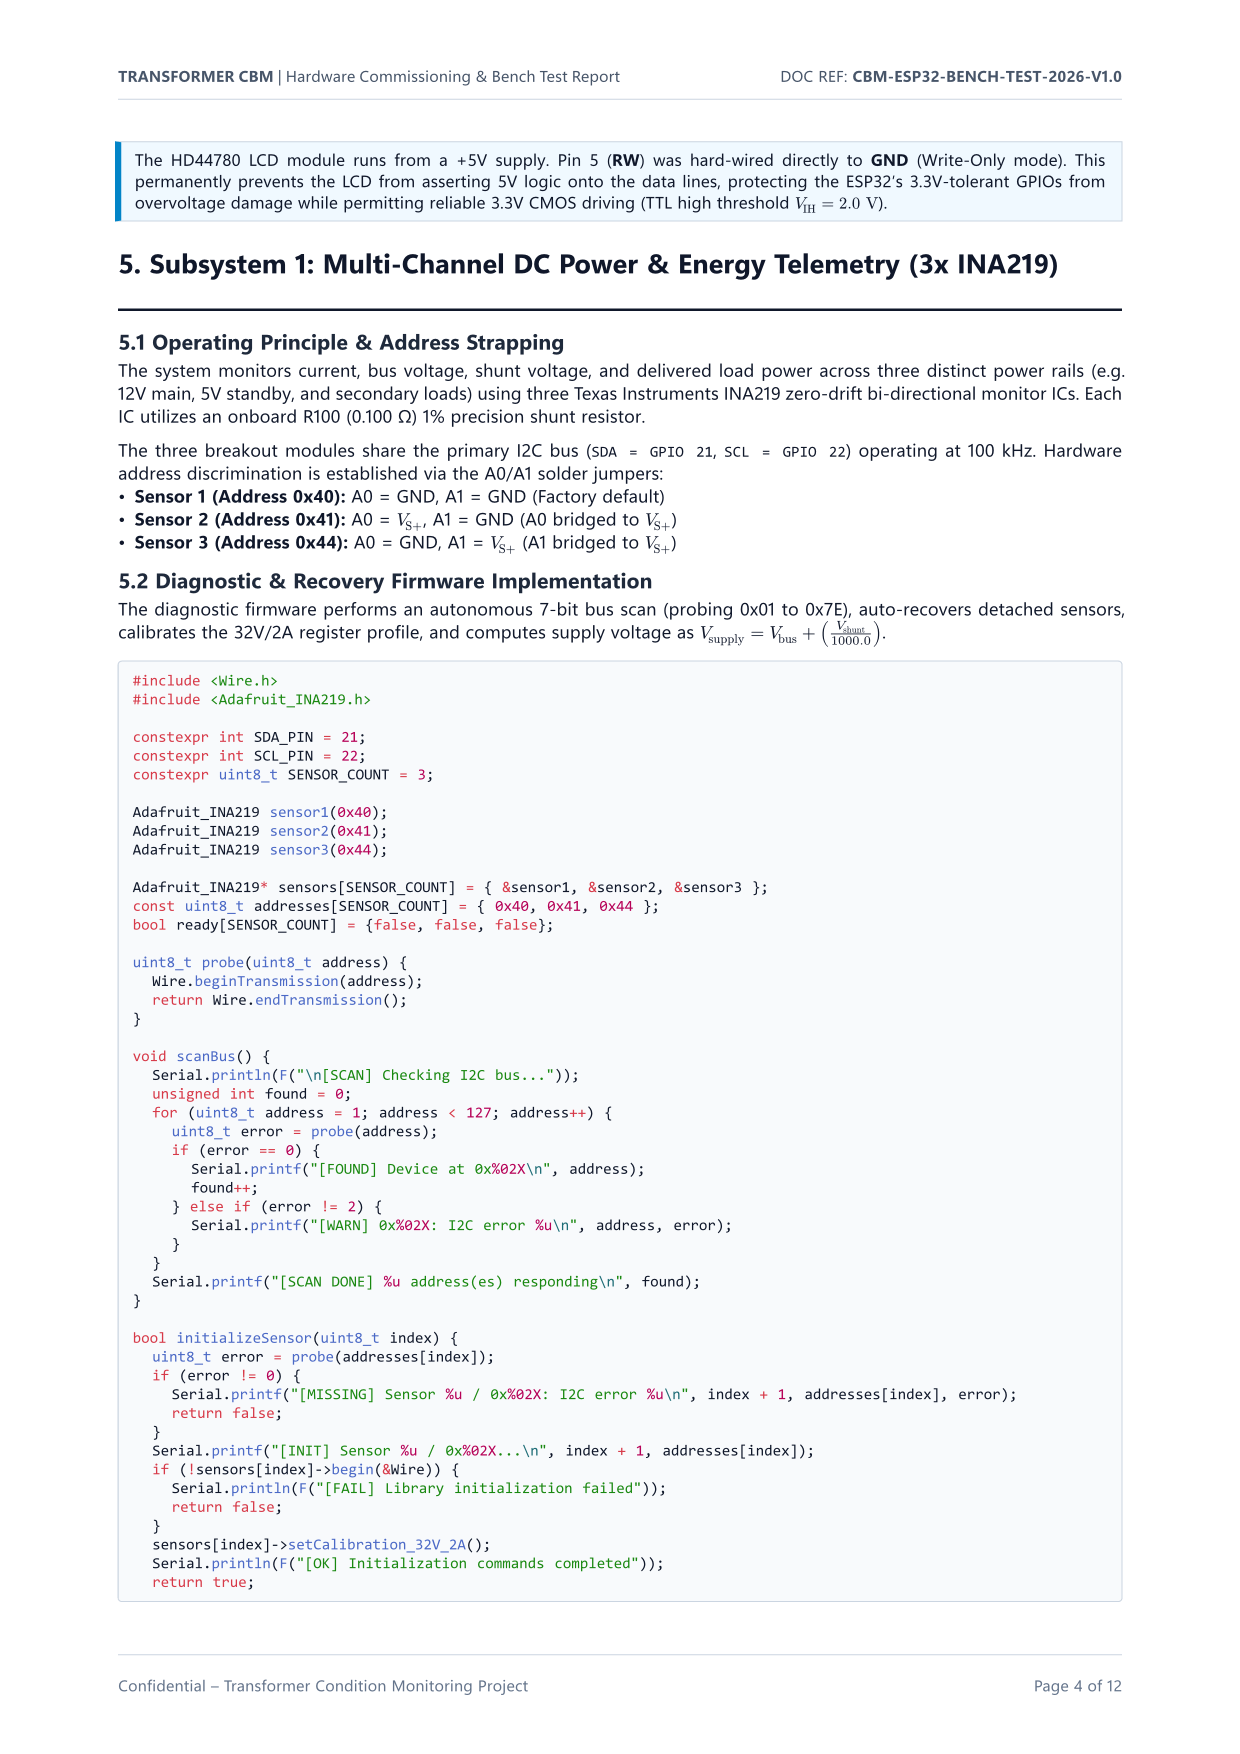 TRANSFORMER CBM | Hardware Commissioning & Bench Test Report
DOC REF: CBM-ESP32-BENCH-TEST-2026-V1.0
The HD44780 LCD module runs from a +5V supply. Pin 5 (RW) was hard-wired directly to GND (Write-Only mode). This
permanently prevents the LCD from asserting 5V logic onto the data lines, protecting the ESP32's 3.3V-tolerant GPIOs from
overvoltage damage while permitting reliable 3.3V CMOS driving (TTL high threshold V_IH = 2.0 V).
5. Subsystem 1: Multi-Channel DC Power & Energy Telemetry (3x INA219)
5.1 Operating Principle & Address Strapping
The system monitors current, bus voltage, shunt voltage, and delivered load power across three distinct power rails (e.g.
12V main, 5V standby, and secondary loads) using three Texas Instruments INA219 zero-drift bi-directional monitor ICs. Each
IC utilizes an onboard R100 (0.100 Ω) 1% precision shunt resistor.
The three breakout modules share the primary I2C bus (SDA = GPIO 21, SCL = GPIO 22) operating at 100 kHz. Hardware
address discrimination is established via the A0/A1 solder jumpers:
• Sensor 1 (Address 0x40): A0 = GND, A1 = GND (Factory default)
• Sensor 2 (Address 0x41): A0 = V_S+, A1 = GND (A0 bridged to V_S+)
• Sensor 3 (Address 0x44): A0 = GND, A1 = V_S+ (A1 bridged to V_S+)
5.2 Diagnostic & Recovery Firmware Implementation
The diagnostic firmware performs an autonomous 7-bit bus scan (probing 0x01 to 0x7E), auto-recovers detached sensors,
calibrates the 32V/2A register profile, and computes supply voltage as V_supply = V_bus + (V_shunt / 1000.0).
#include <Wire.h>
#include <Adafruit_INA219.h>

constexpr int SDA_PIN = 21;
constexpr int SCL_PIN = 22;
constexpr uint8_t SENSOR_COUNT = 3;

Adafruit_INA219 sensor1(0x40);
Adafruit_INA219 sensor2(0x41);
Adafruit_INA219 sensor3(0x44);

Adafruit_INA219* sensors[SENSOR_COUNT] = { &sensor1, &sensor2, &sensor3 };
const uint8_t addresses[SENSOR_COUNT] = { 0x40, 0x41, 0x44 };
bool ready[SENSOR_COUNT] = {false, false, false};

uint8_t probe(uint8_t address) {
  Wire.beginTransmission(address);
  return Wire.endTransmission();
}

void scanBus() {
  Serial.println(F("\n[SCAN] Checking I2C bus..."));
  unsigned int found = 0;
  for (uint8_t address = 1; address < 127; address++) {
    uint8_t error = probe(address);
    if (error == 0) {
      Serial.printf("[FOUND] Device at 0x%02X\n", address);
      found++;
    } else if (error != 2) {
      Serial.printf("[WARN] 0x%02X: I2C error %u\n", address, error);
    }
  }
  Serial.printf("[SCAN DONE] %u address(es) responding\n", found);
}

bool initializeSensor(uint8_t index) {
  uint8_t error = probe(addresses[index]);
  if (error != 0) {
    Serial.printf("[MISSING] Sensor %u / 0x%02X: I2C error %u\n", index + 1, addresses[index], error);
    return false;
  }
  Serial.printf("[INIT] Sensor %u / 0x%02X...\n", index + 1, addresses[index]);
  if (!sensors[index]->begin(&Wire)) {
    Serial.println(F("[FAIL] Library initialization failed"));
    return false;
  }
  sensors[index]->setCalibration_32V_2A();
  Serial.println(F("[OK] Initialization commands completed"));
  return true;
Confidential – Transformer Condition Monitoring Project
Page 4 of 12